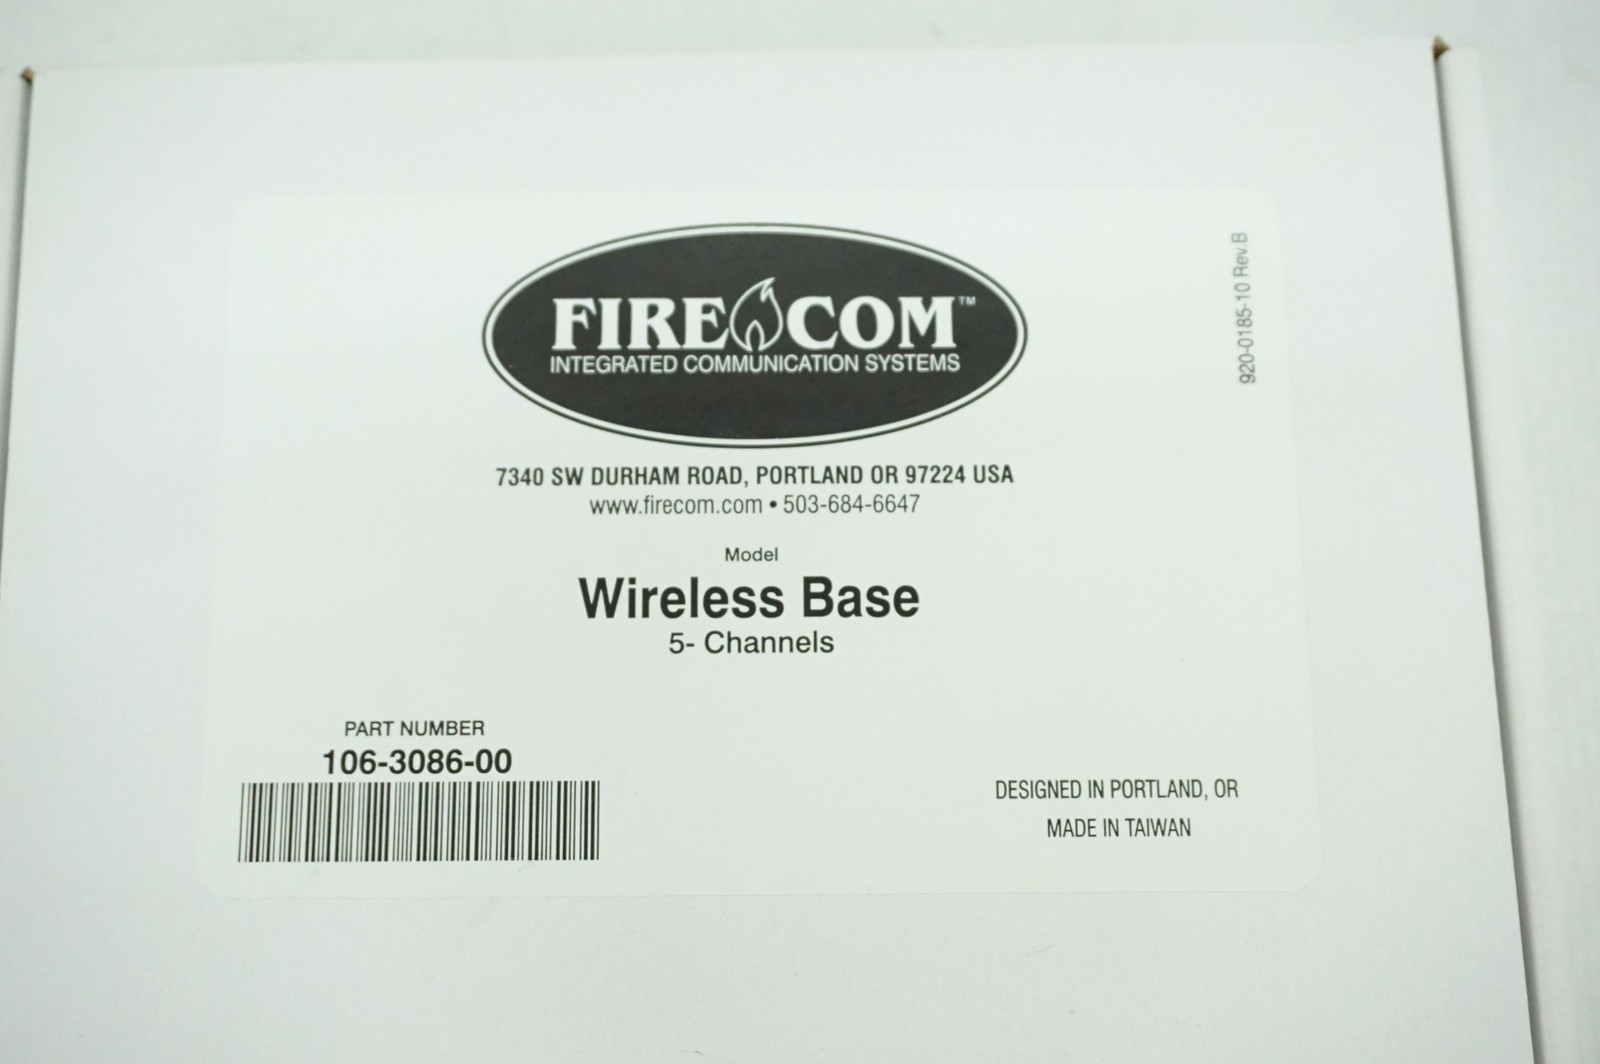 FIRE COM™
INTEGRATED COMMUNICATION SYSTEMS
7340 SW DURHAM ROAD, PORTLAND OR 97224 USA
www.firecom.com • 503-684-6647
Model
Wireless Base
5- Channels
PART NUMBER
106-3086-00
DESIGNED IN PORTLAND, OR
MADE IN TAIWAN
920-0185-10 Rev.B